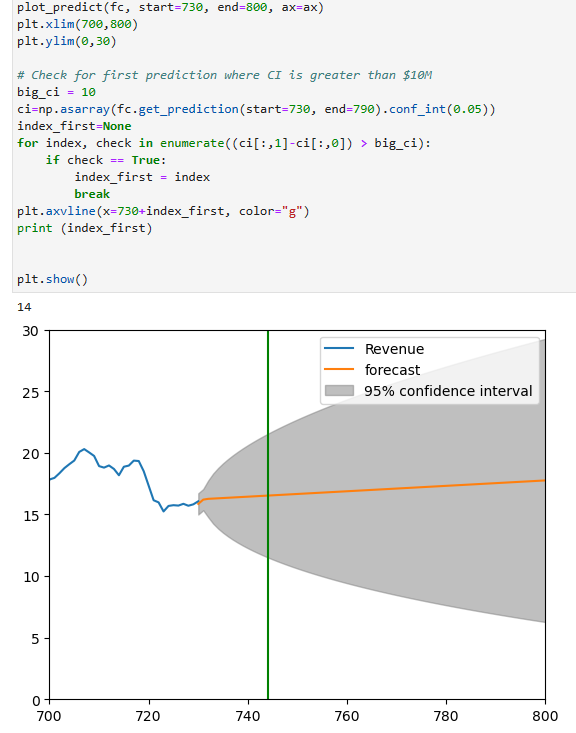 plot_predict(fc, start=730, end=800, ax=ax)
plt.xlim(700,800)
plt.ylim(0,30)
# Check for first prediction where CI is greater than $10M
big_ci = 10
ci=np.asarray(fc.get_prediction(start=730, end=790).conf_int(0.05))
index_first=None
for index, check in enumerate((ci[:,1]-ci[:,0]) > big_ci):
    if check == True:
        index_first = index
        break
plt.axvline(x=730+index_first, color="g")
print (index_first)
plt.show()
14
30
Revenue
forecast
95% confidence interval
25
20
15
10
5
0
700 720 740 760 780 800